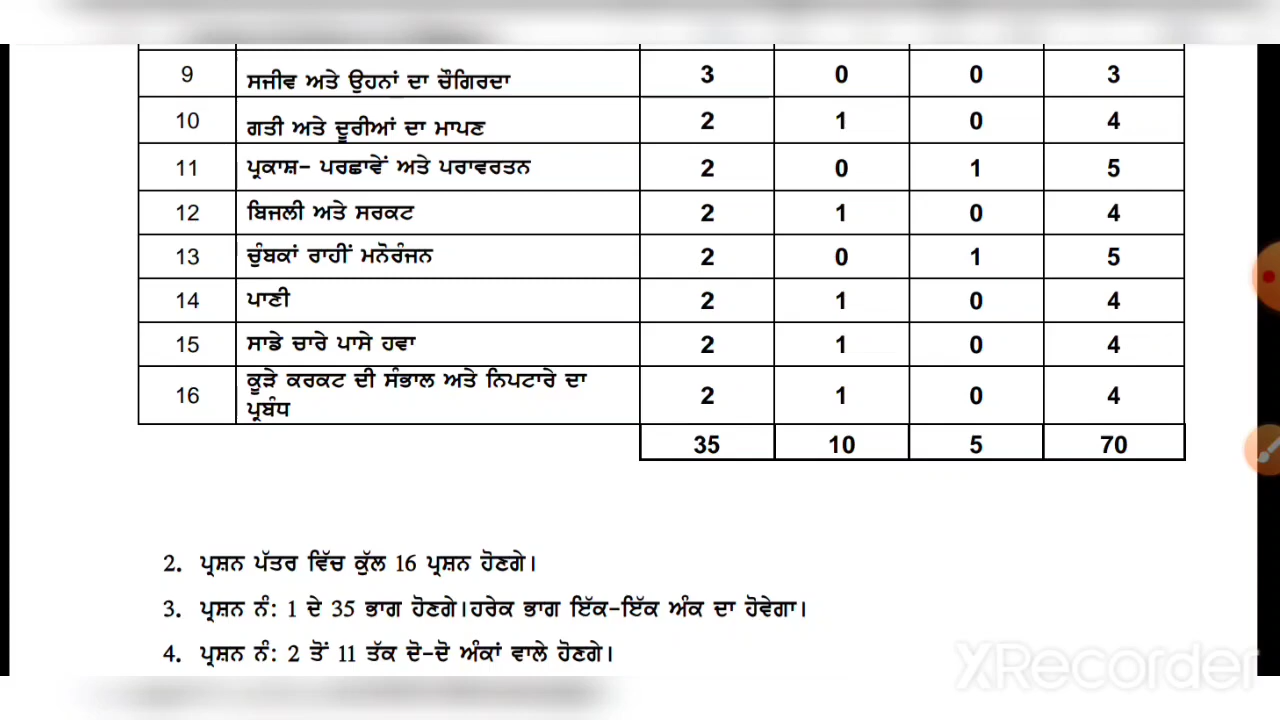 9 ਸਜੀਵ ਅਤੇ ਉਹਨਾਂ ਦਾ ਚੌਗਿਰਦਾ 3 0 0 3
10 ਗਤੀ ਅਤੇ ਦੂਰੀਆਂ ਦਾ ਮਾਪਣ 2 1 0 4
11 ਪ੍ਰਕਾਸ਼- ਪਰਛਾਵੇਂ ਅਤੇ ਪਰਾਵਰਤਨ 2 0 1 5
12 ਬਿਜਲੀ ਅਤੇ ਸਰਕਟ 2 1 0 4
13 ਚੁੰਬਕਾਂ ਰਾਹੀਂ ਮਨੋਰੰਜਨ 2 0 1 5
14 ਪਾਣੀ 2 1 0 4
15 ਸਾਡੇ ਚਾਰੇ ਪਾਸੇ ਹਵਾ 2 1 0 4
16 ਕੂੜੇ ਕਰਕਟ ਦੀ ਸੰਭਾਲ ਅਤੇ ਨਿਪਟਾਰੇ ਦਾ
ਪ੍ਰਬੰਧ 2 1 0 4
35 10 5 70
2. ਪ੍ਰਸ਼ਨ ਪੱਤਰ ਵਿੱਚ ਕੁੱਲ 16 ਪ੍ਰਸ਼ਨ ਹੋਣਗੇ।
3. ਪ੍ਰਸ਼ਨ ਨੰ: 1 ਦੇ 35 ਭਾਗ ਹੋਣਗੇ।ਹਰੇਕ ਭਾਗ ਇੱਕ-ਇੱਕ ਅੰਕ ਦਾ ਹੋਵੇਗਾ।
4. ਪ੍ਰਸ਼ਨ ਨੰ: 2 ਤੋਂ 11 ਤੱਕ ਦੋ-ਦੋ ਅੰਕਾਂ ਵਾਲੇ ਹੋਣਗੇ।
XRecorder